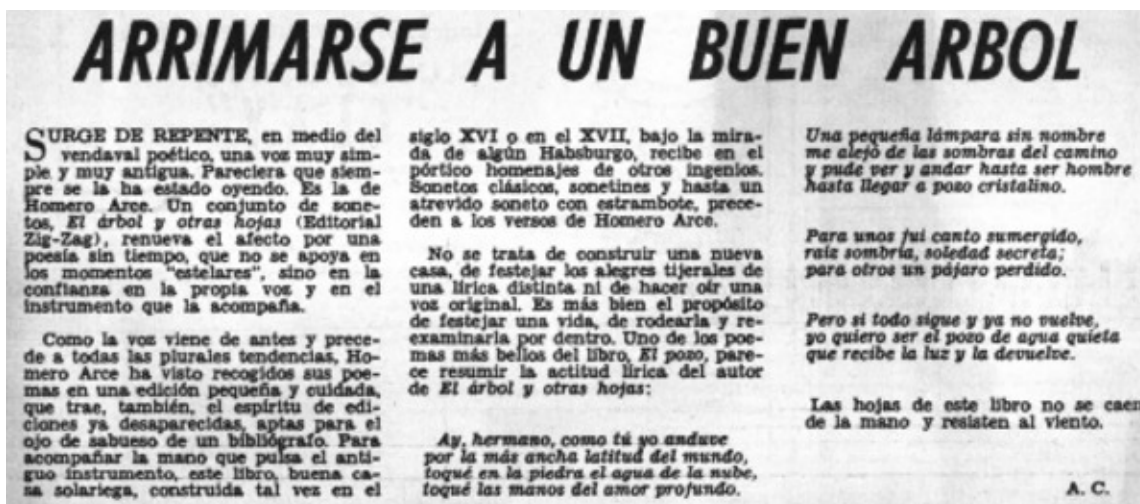 ARRIMARSE A UN BUEN ARBOL
SURGE DE REPENTE, en medio del
vendaval poético, una voz muy sim-
ple y muy antigua. Pareciera que siem-
pre se la ha estado oyendo. Es la de
Homero Arce. Un conjunto de sone-
tos, El árbol y otras hojas (Editorial
Zig-Zag), renueva el afecto por una
poesía sin tiempo, que no se apoya en
los momentos "estelares", sino en la
confianza en la propia voz y en el
instrumento que la acompaña.
Como la voz viene de antes y prece-
de a todas las plurales tendencias, Ho-
mero Arce ha visto recogidos sus poe-
mas en una edición pequeña y cuidada,
que trae, también, el espíritu de edi-
ciones ya desaparecidas, aptas para el
ojo de sabueso de un bibliógrafo. Para
acompañar la mano que pulsa el anti-
guo instrumento, este libro, buena ca-
sa solariega, construida tal vez en el
siglo XVI o en el XVII, bajo la mira-
da de algún Habsburgo, recibe en el
pórtico homenajes de otros ingenios.
Sonetos clásicos, sonetines y hasta un
atrevido soneto con estrambote, prece-
den a los versos de Homero Arce.
No se trata de construir una nueva
casa, de festejar los alegres tijerales de
una lírica distinta ni de hacer oír una
voz original. Es más bien el propósito
de festejar una vida, de rodearla y re-
examinarla por dentro. Uno de los poe-
mas más bellos del libro, El pozo, pare-
ce resumir la actitud lírica del autor
de El árbol y otras hojas:
Ay, hermano, como tú yo anduve
por la más ancha latitud del mundo,
toqué en la piedra el agua de la nube,
toqué las manos del amor profundo.
Una pequeña lámpara sin nombre
me alejó de las sombras del camino
y pude ver y andar hasta ser hombre
hasta llegar a pozo cristalino.
Para unos fui canto sumergido,
raíz sombría, soledad secreta;
para otros un pájaro perdido.
Pero si todo sigue y ya no vuelve,
yo quiero ser el pozo de agua quieta
que recibe la luz y la devuelve.
Las hojas de este libro no se caen
de la mano y resisten al viento.
A. C.